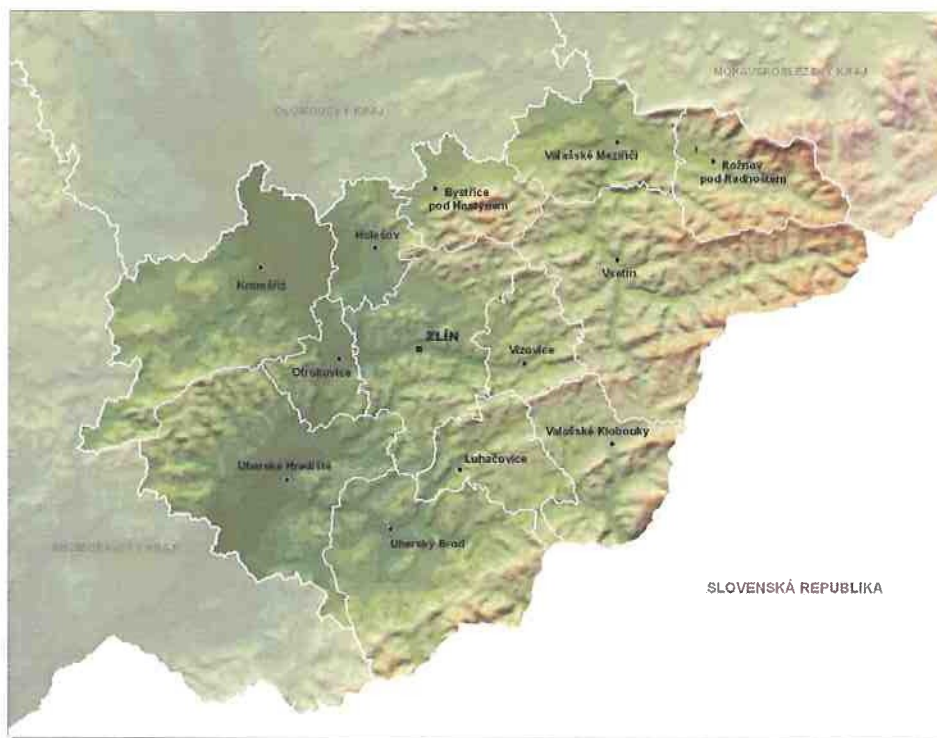 MORAVSKOSLEZSKÝ KRAJ
OLOMOUCKÝ KRAJ
Valašské Meziříčí
Rožnov
pod Radhoštěm
Bystřice
pod Hostýnem
Holešov
Vsetín
Kroměříž
ZLÍN
Vizovice
Otrokovice
Valašské Klobouky
Luhačovice
Uherské Hradiště
Uherský Brod
JIHOMORAVSKÝ KRAJ
SLOVENSKÁ REPUBLIKA